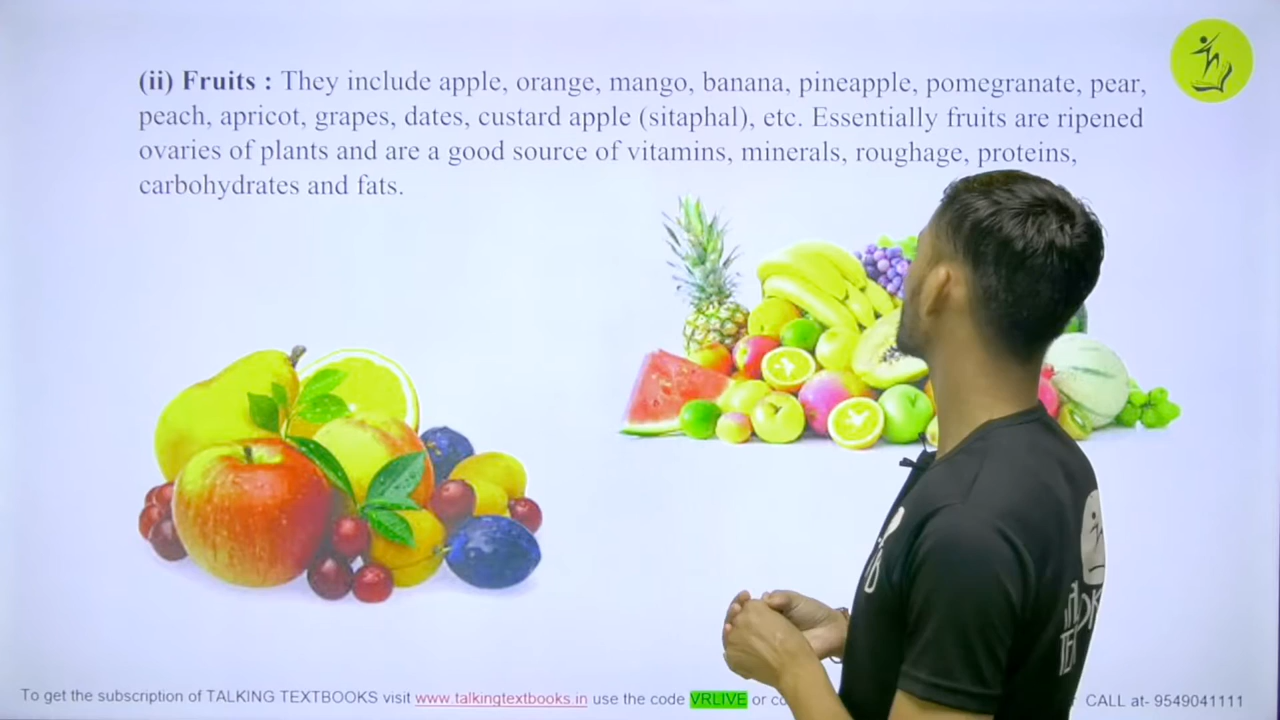 (ii) Fruits : They include apple, orange, mango, banana, pineapple, pomegranate, pear,
peach, apricot, grapes, dates, custard apple (sitaphal), etc. Essentially fruits are ripened
ovaries of plants and are a good source of vitamins, minerals, roughage, proteins,
carbohydrates and fats.
To get the subscription of TALKING TEXTBOOKS visit www.talkingtextbooks.in use the code VRLIVE or CALL at- 9549041111